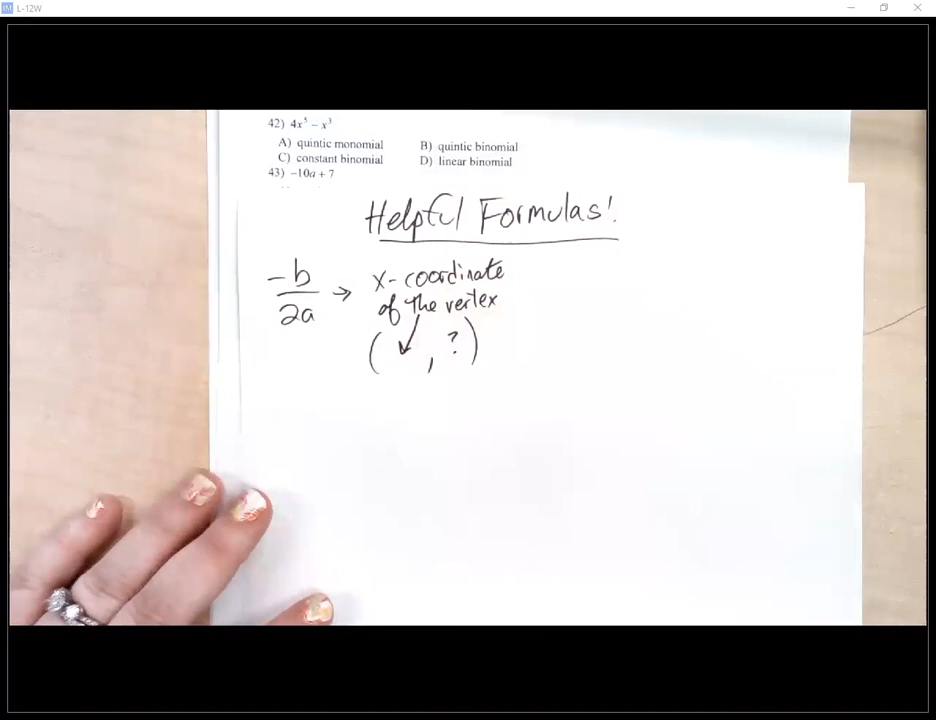 L-12W
42) 4x⁵ – x³
A) quintic monomial B) quintic binomial
C) constant binomial D) linear binomial
43) –10a + 7
Helpful Formulas!
-b/2a → x-coordinate
of the vertex
( ↙ , ? )